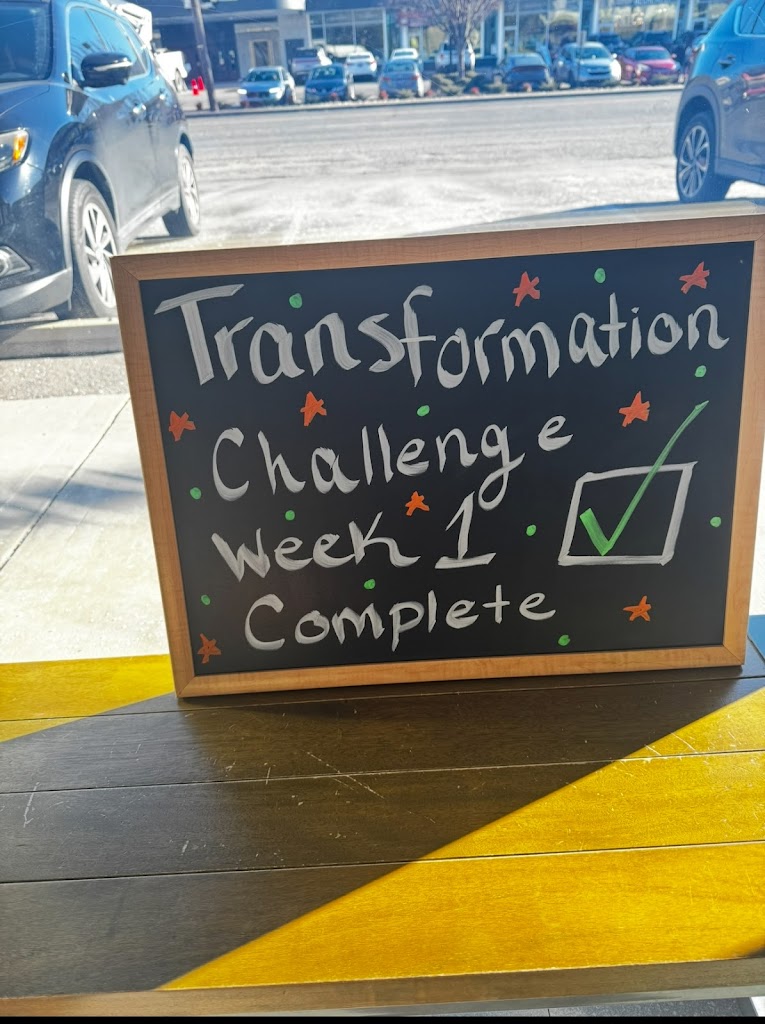 Transformation
Challenge
Week 1
Complete